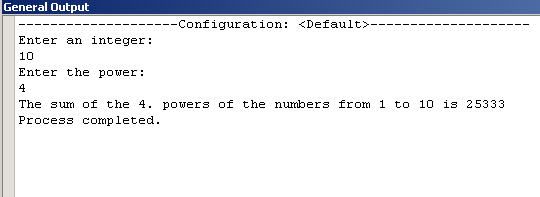 General Output
--------------------Configuration: <Default>--------------------
Enter an integer:
10
Enter the power:
4
The sum of the 4. powers of the numbers from 1 to 10 is 25333
Process completed.